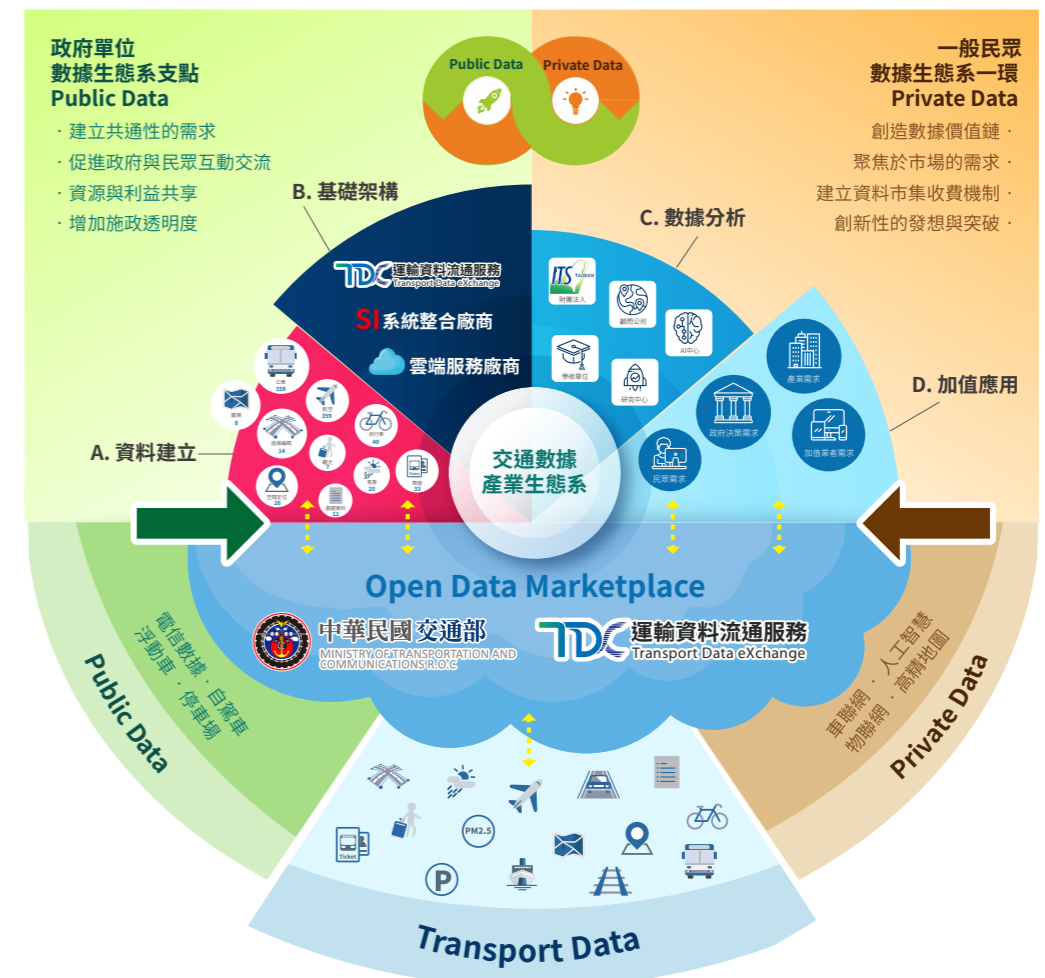 政府單位
數據生態系支點
Public Data
· 建立共通性的需求
· 促進政府與民眾互動交流
· 資源與利益共享
· 增加施政透明度
Public Data
Private Data
一般民眾
數據生態系一環
Private Data
創造數據價值鏈 ·
聚焦於市場的需求 ·
建立資料市集收費機制 ·
創新性的發想與突破 ·
B. 基礎架構
TDX 運輸資料流通服務
Transport Data eXchange
SI 系統整合廠商
雲端服務廠商
C. 數據分析
ITS TAIWAN
財團法人
顧問公司
AI中心
學術單位
研究中心
D. 加值應用
產業需求
政府決策需求
加值業者需求
民眾需求
A. 資料建立
公車
359
航空
359
8
自行車
45
14
觀光
氣象
20
Ticket
33
空間定位
26
基礎資料
11
交通數據
產業生態系
Open Data Marketplace
中華民國交通部
MINISTRY OF TRANSPORTATION AND
COMMUNICATIONS R.O.C
TDX 運輸資料流通服務
Transport Data eXchange
電信數據 · 自駕車
浮動車 · 停車場
Public Data
車聯網 · 人工智慧
物聯網 · 高精地圖
Private Data
Ticket
PM2.5
P
Transport Data